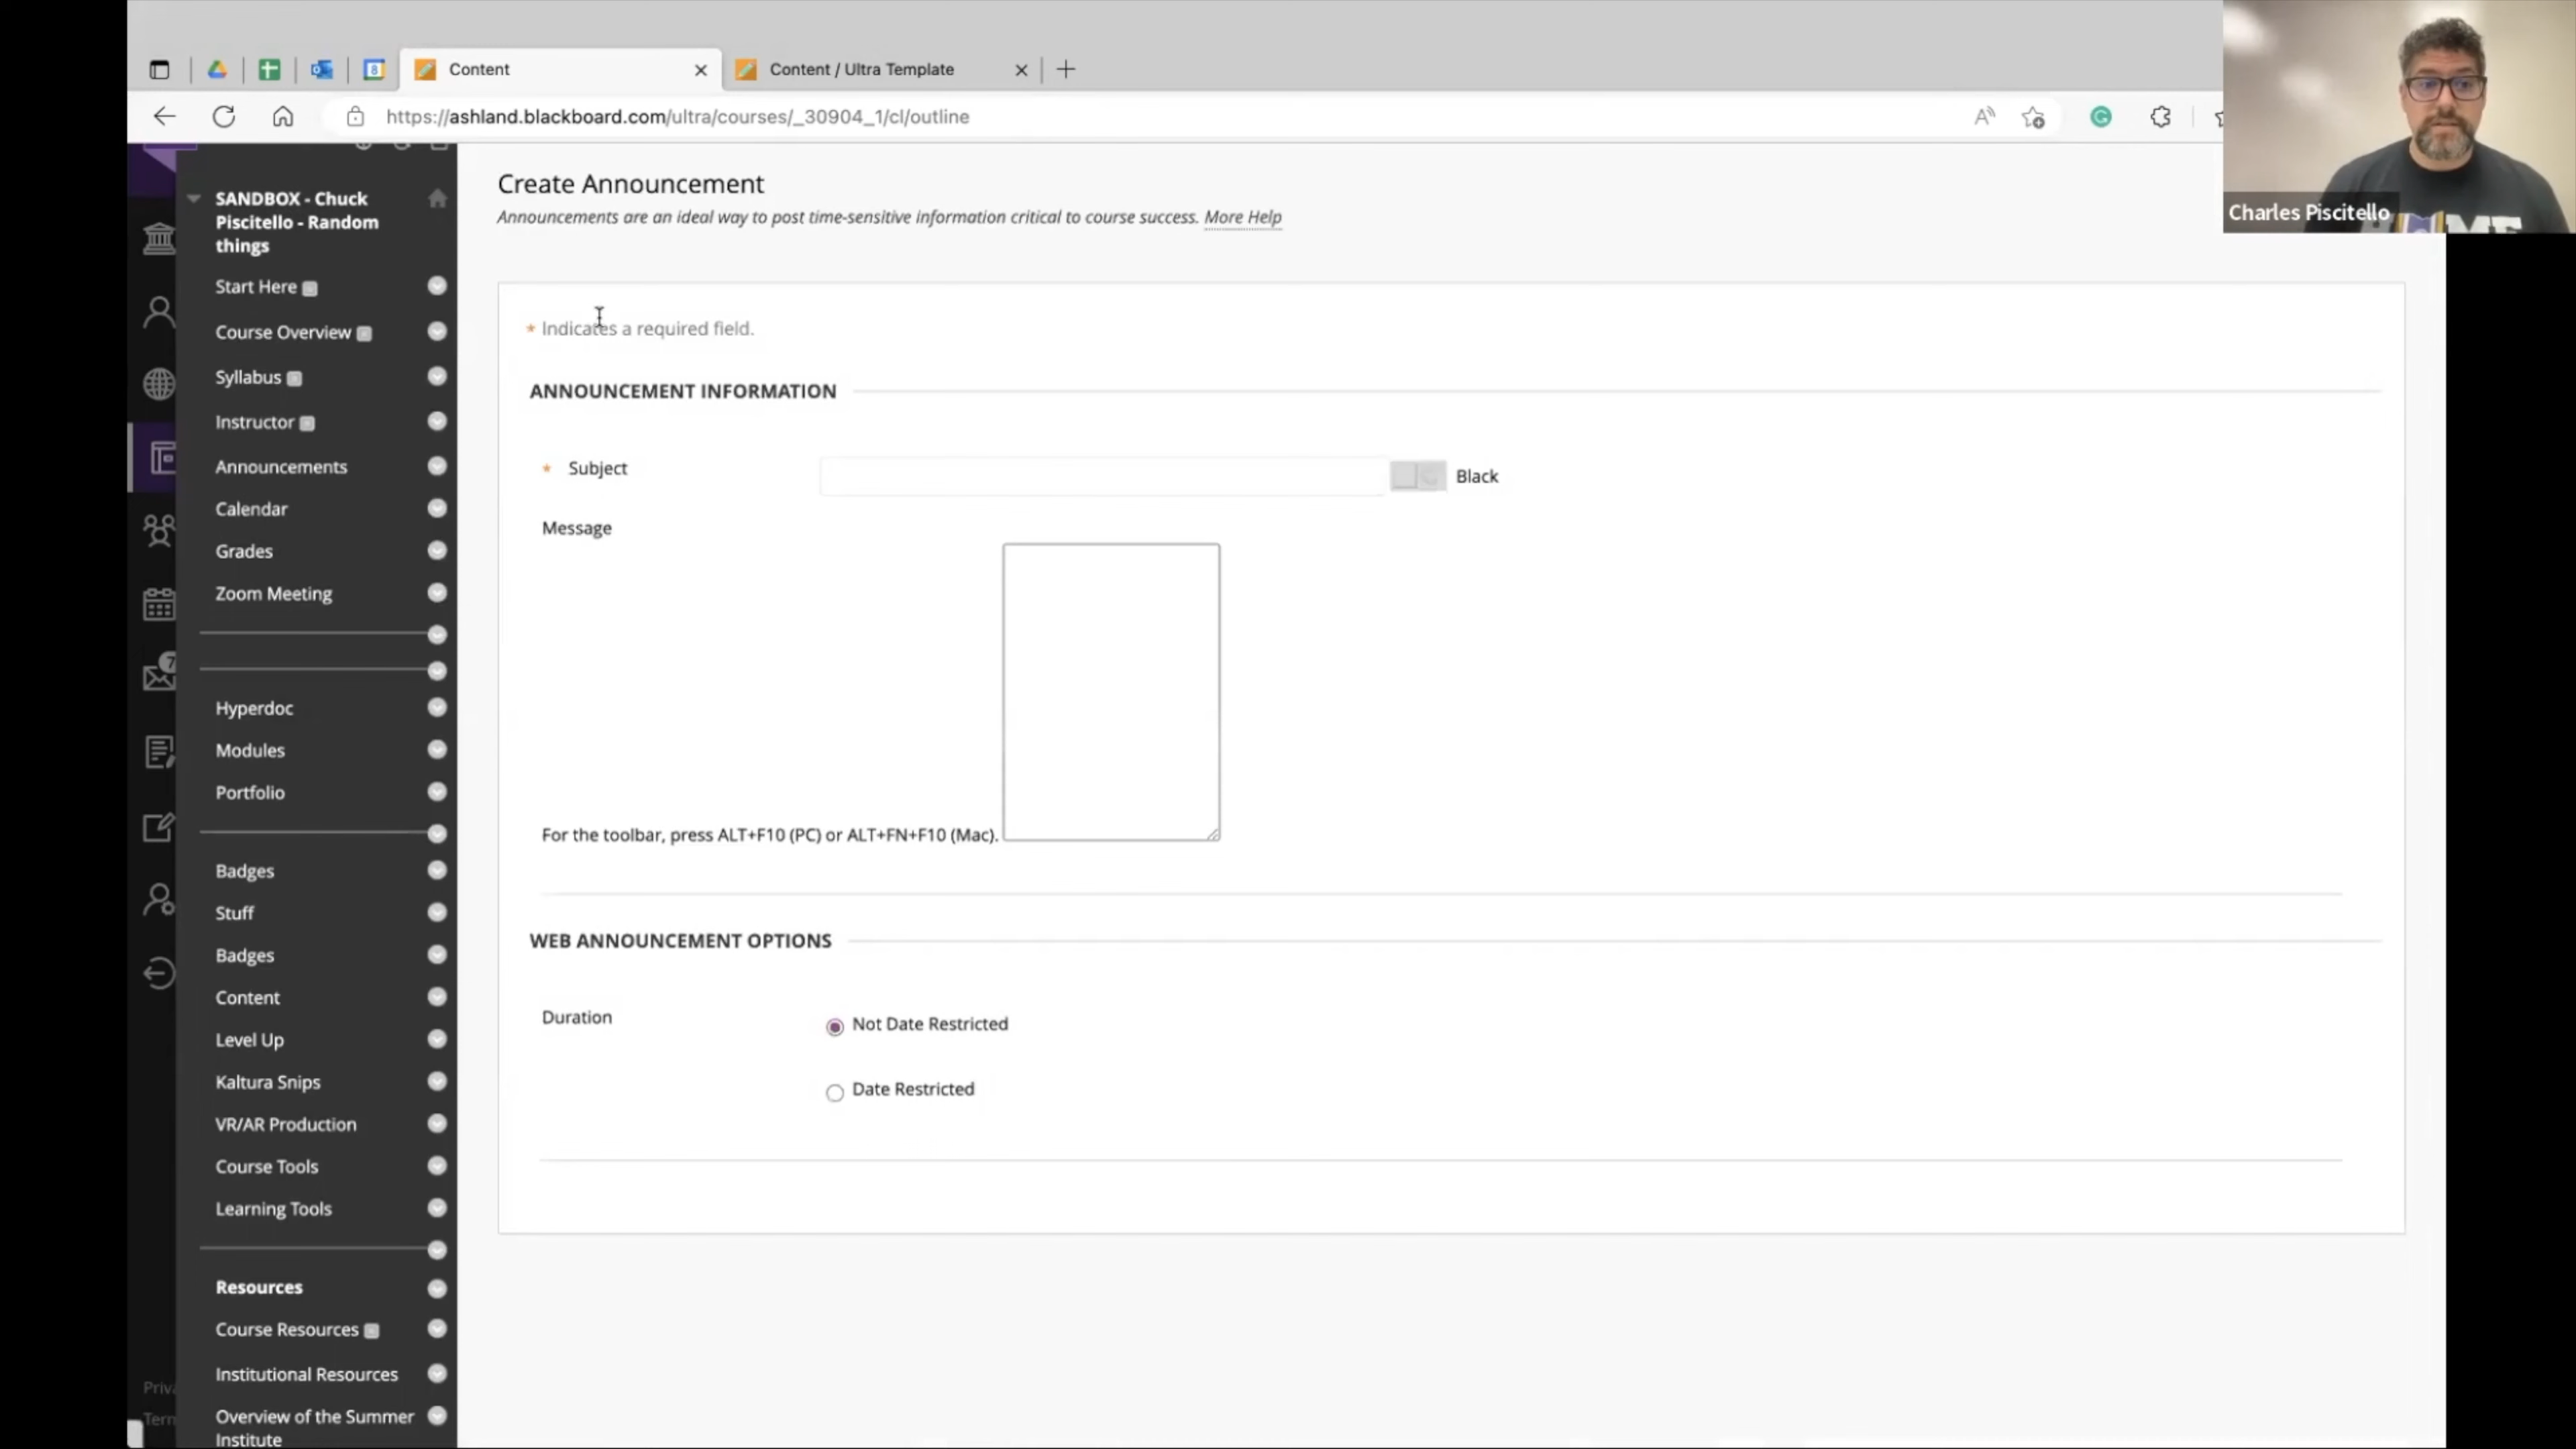 Content
Content / Ultra Template
https://ashland.blackboard.com/ultra/courses/_30904_1/cl/outline
Charles Piscitello
SANDBOX - Chuck
Piscitello - Random
things
Start Here
Course Overview
Syllabus
Instructor
Announcements
Calendar
Grades
Zoom Meeting
7
Hyperdoc
Modules
Portfolio
Badges
Stuff
Badges
Content
Level Up
Kaltura Snips
VR/AR Production
Course Tools
Learning Tools
Resources
Course Resources
Institutional Resources
Overview of the Summer
Institute
Create Announcement
Announcements are an ideal way to post time-sensitive information critical to course success. More Help
* Indicates a required field.
ANNOUNCEMENT INFORMATION
* Subject
Black
Message
For the toolbar, press ALT+F10 (PC) or ALT+FN+F10 (Mac).
WEB ANNOUNCEMENT OPTIONS
Duration
Not Date Restricted
Date Restricted